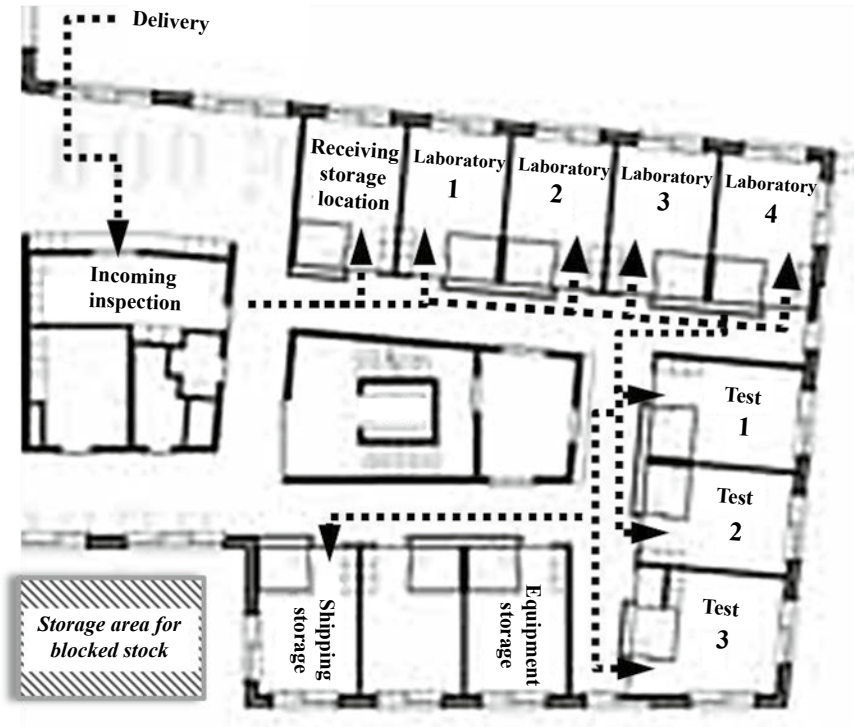 Delivery
Receiving
storage
location
Laboratory
1
Laboratory
2
Laboratory
3
Laboratory
4
Incoming
inspection
Test
1
Test
2
Test
3
Shipping
storage
Equipment
storage
Storage area for
blocked stock